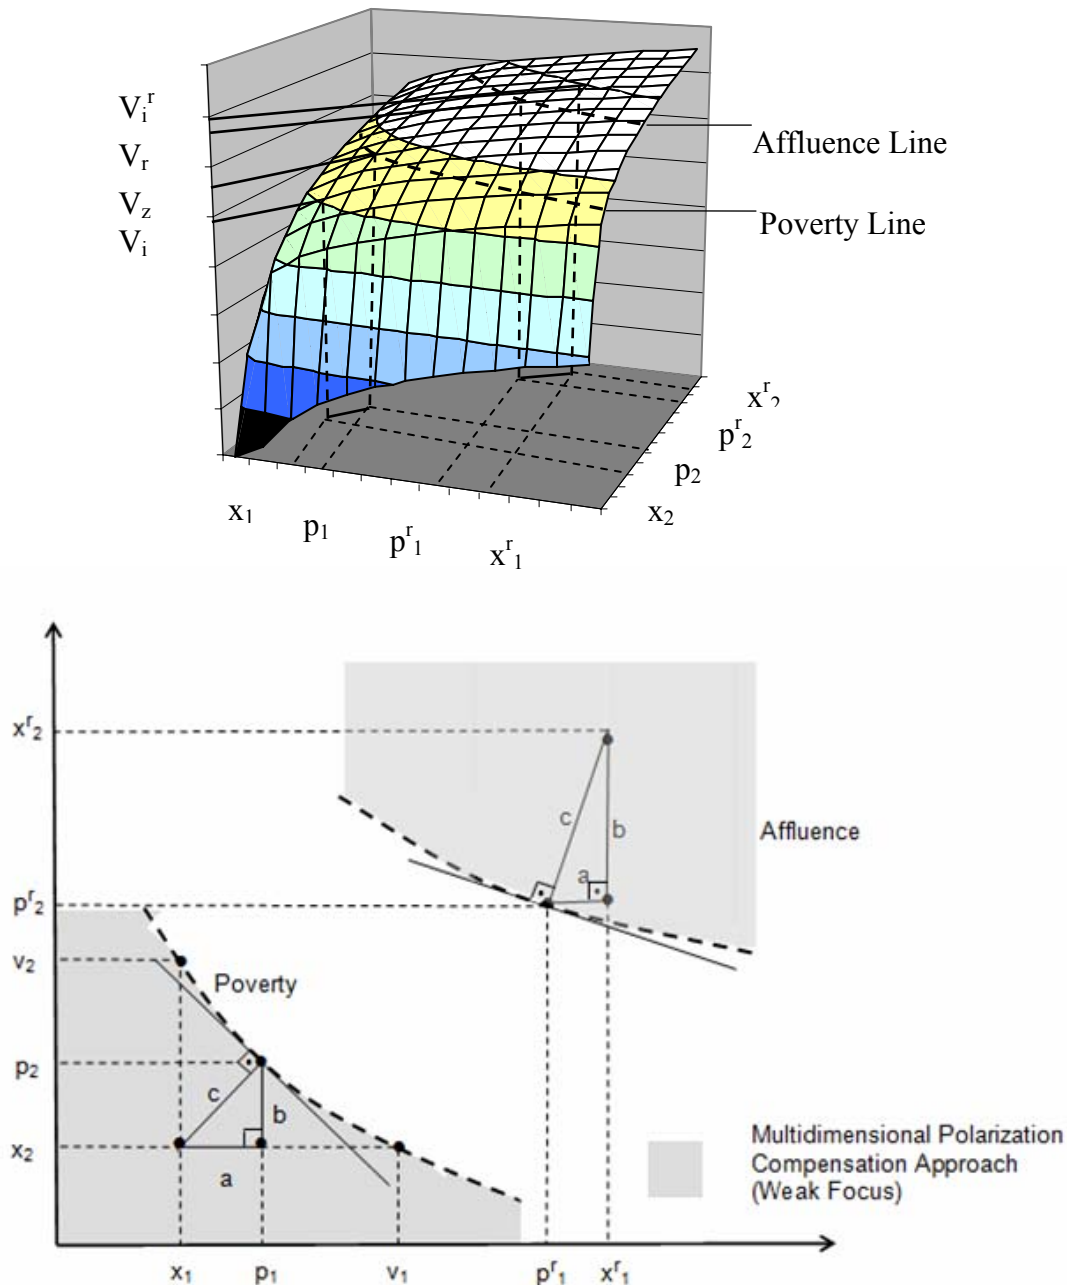 V_i^r
V_r
V_z
V_i
Affluence Line
Poverty Line
x^r_2
p^r_2
p_2
x_2
x_1
p_1
p^r_1
x^r_1
x^r_2
p^r_2
v_2
p_2
x_2
c
b
a
Affluence
Poverty
c
b
a
Multidimensional Polarization
Compensation Approach
(Weak Focus)
x_1
p_1
v_1
p^r_1
x^r_1